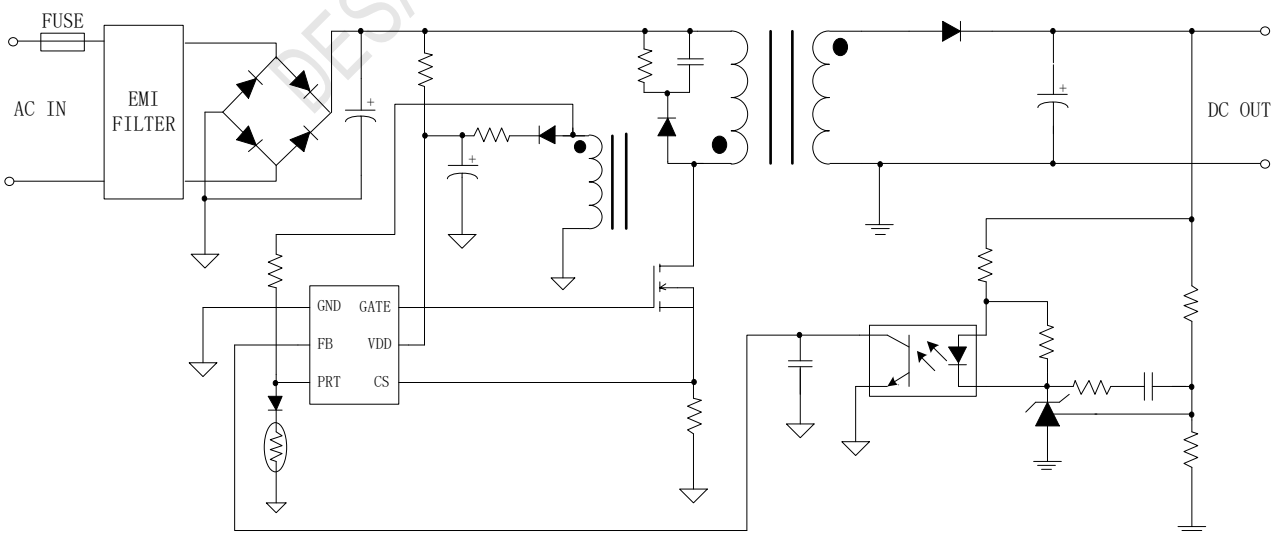 FUSE
AC IN
EMI
FILTER
DC OUT
GND
GATE
FB
VDD
PRT
CS